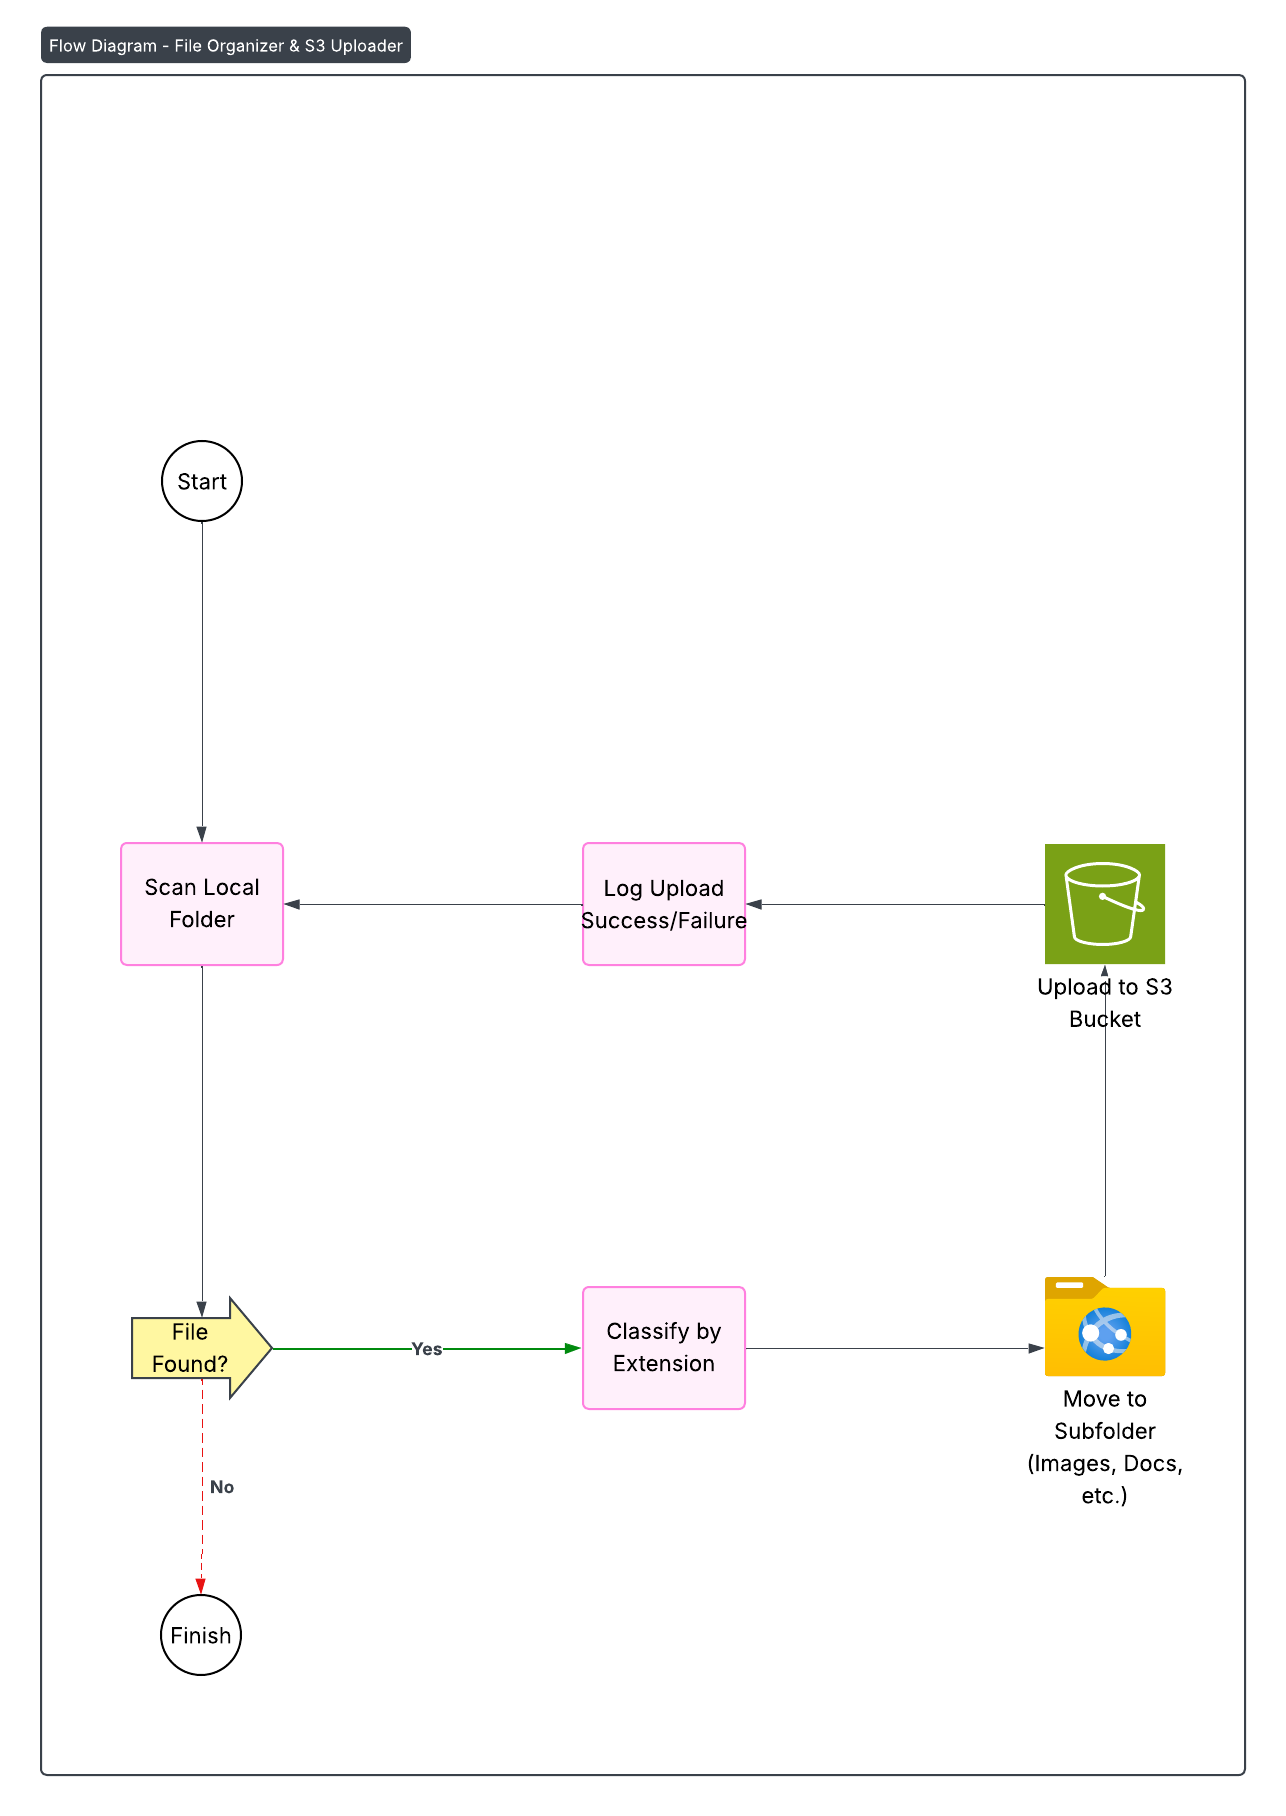 Flow Diagram - File Organizer & S3 Uploader
Start
Scan Local
Folder
Log Upload
Success/Failure
Upload to S3
Bucket
File
Found?
Yes
Classify by
Extension
Move to
Subfolder
(Images, Docs,
etc.)
No
Finish